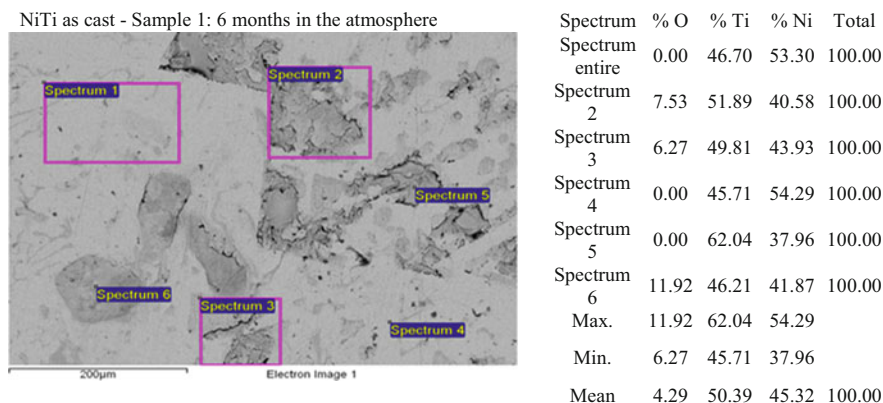 NiTi as cast - Sample 1: 6 months in the atmosphere
Spectrum 1
Spectrum 2
Spectrum 5
Spectrum 6
Spectrum 3
Spectrum 4
200µm
Electron Image 1
Spectrum % O % Ti % Ni Total
Spectrum
entire 0.00 46.70 53.30 100.00
Spectrum
2 7.53 51.89 40.58 100.00
Spectrum
3 6.27 49.81 43.93 100.00
Spectrum
4 0.00 45.71 54.29 100.00
Spectrum
5 0.00 62.04 37.96 100.00
Spectrum
6 11.92 46.21 41.87 100.00
Max. 11.92 62.04 54.29
Min. 6.27 45.71 37.96
Mean 4.29 50.39 45.32 100.00